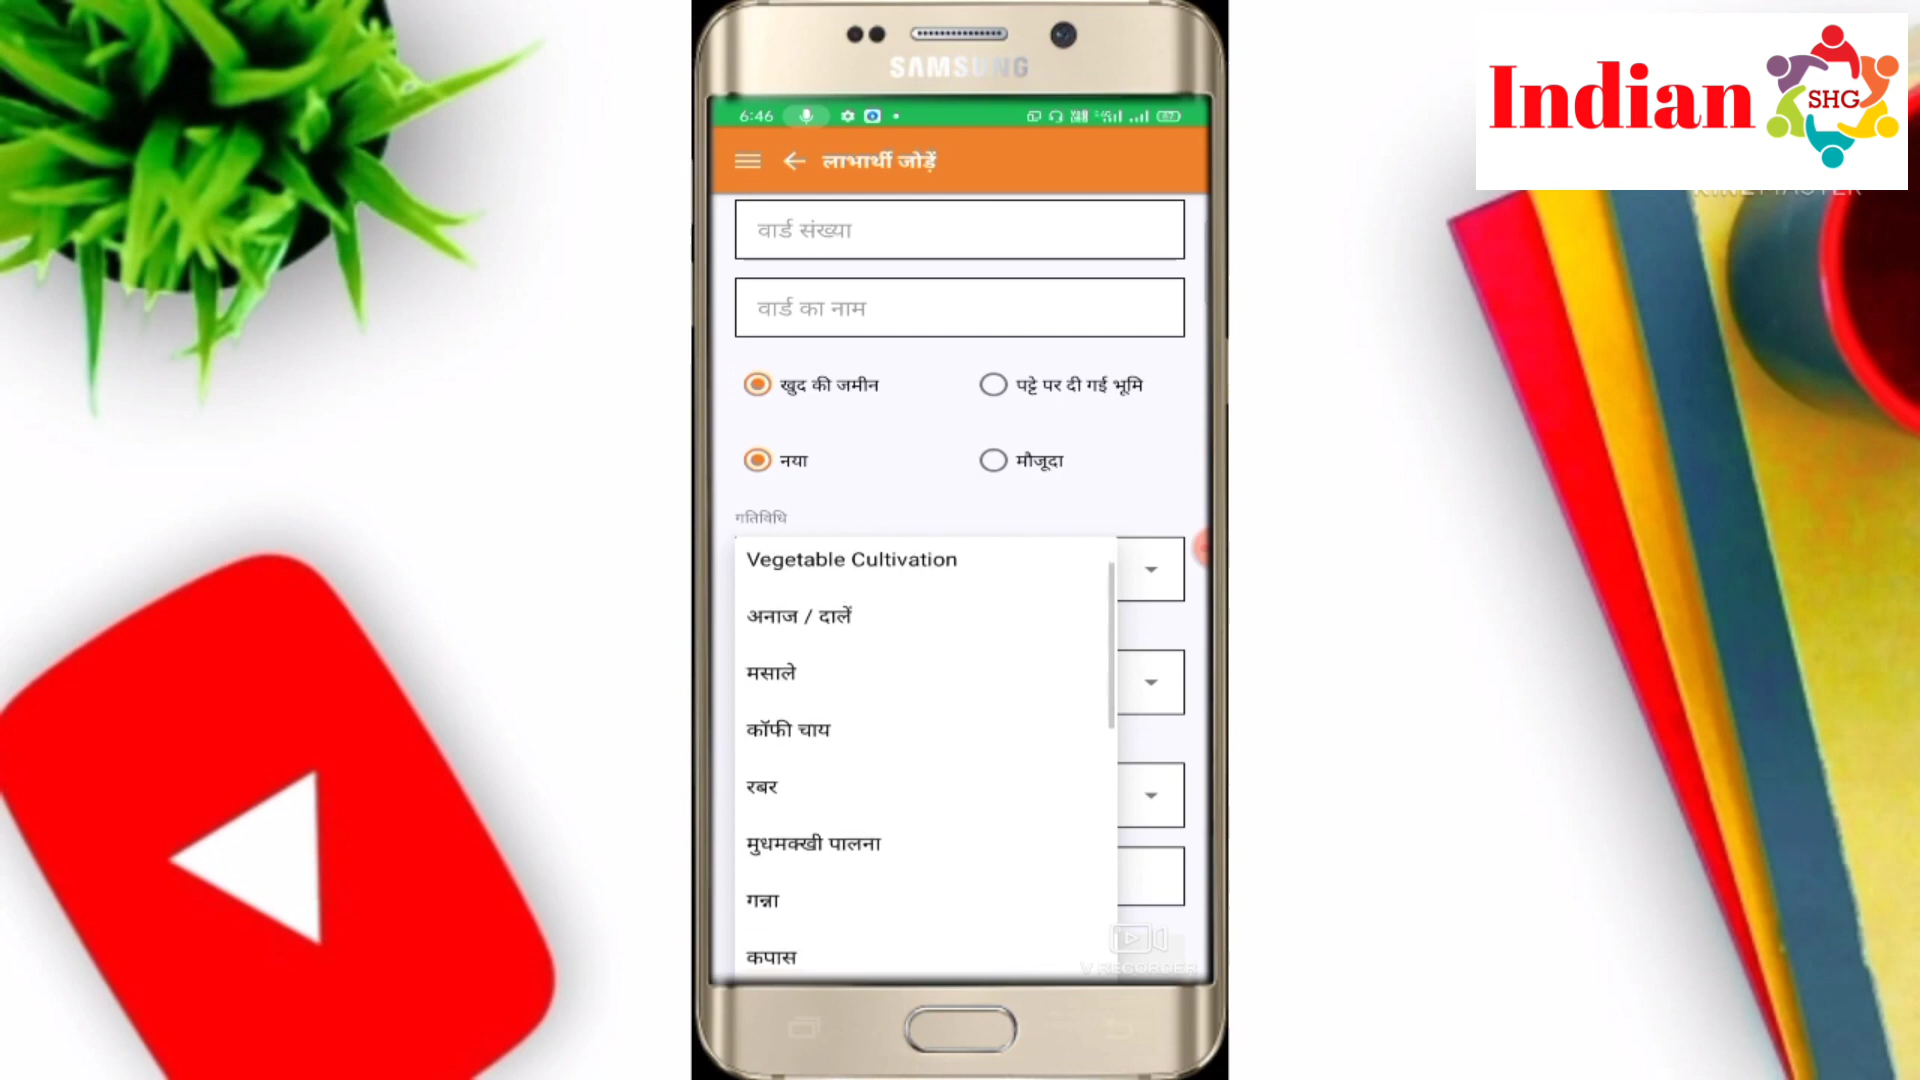 SAMSUNG
Indian
SHG
6:46
लाभार्थी जोड़ें
वार्ड संख्या
वार्ड का नाम
खुद की जमीन
पट्टे पर दी गई भूमि
नया
मौजूदा
गतिविधि
Vegetable Cultivation
अनाज / दालें
मसाले
कॉफी चाय
रबर
मुधमक्खी पालना
गन्ना
कपास
V RECORDER